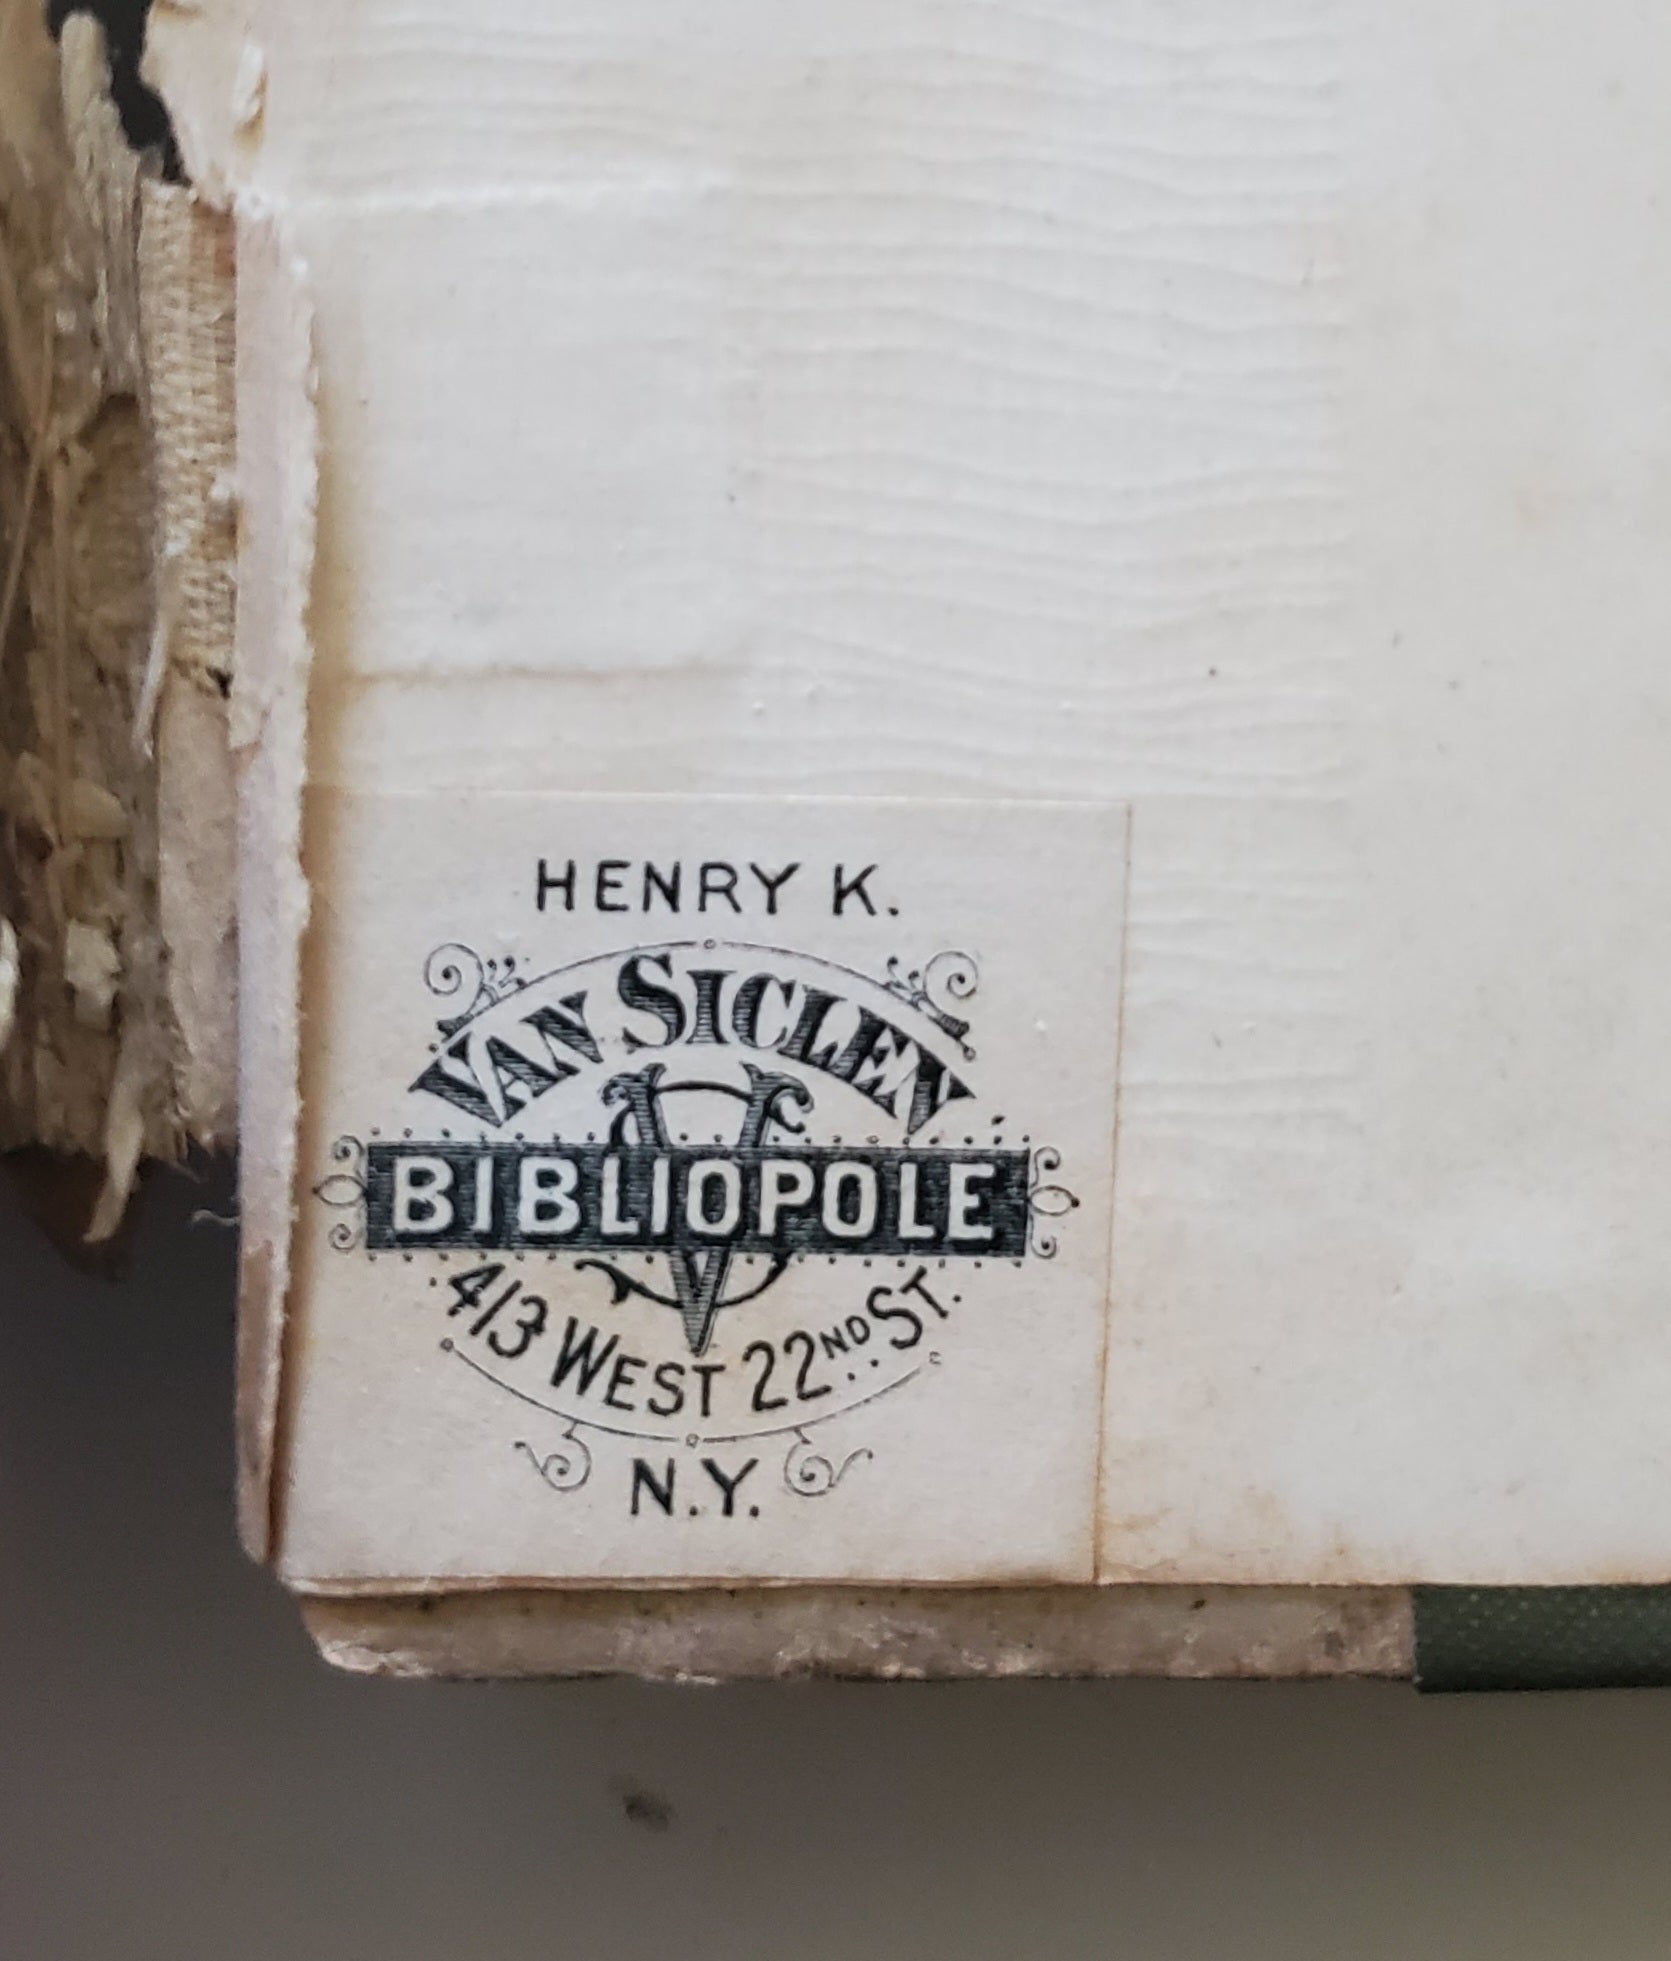 HENRY K.
VAN SICLEN
BIBLIOPOLE
413 WEST 22ND ST.
N.Y.